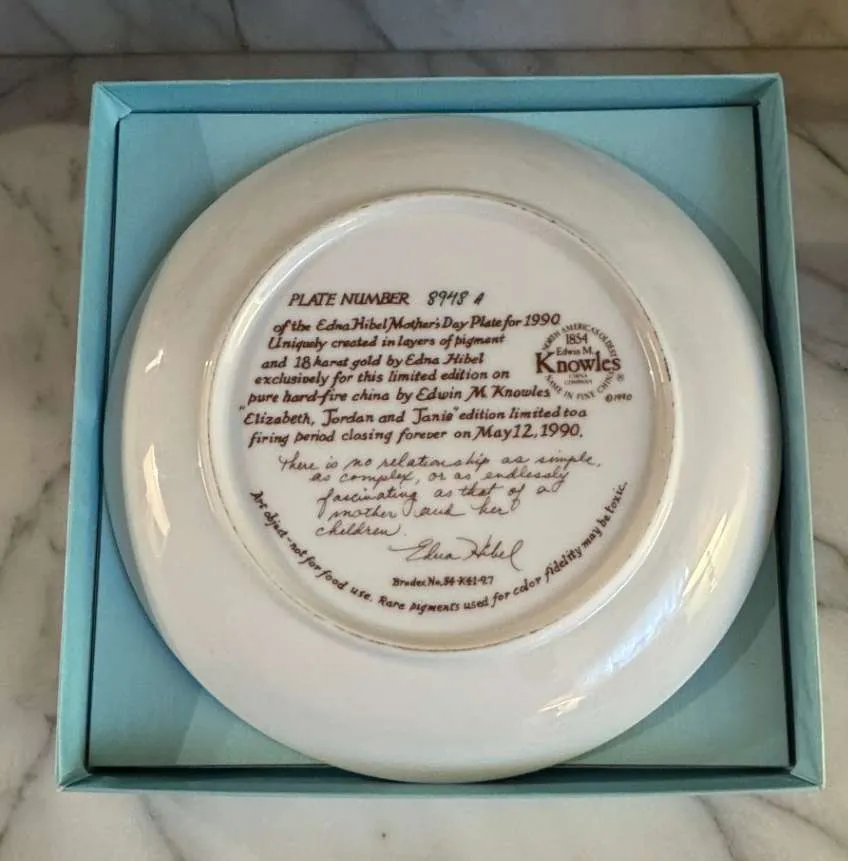 PLATE NUMBER 8948 A
of the Edna Hibel Mother's Day Plate for 1990
Uniquely created in layers of pigment
and 18 karat gold by Edna Hibel
exclusively for this limited edition on
pure hard-fire china by Edwin M. Knowles
"Elizabeth, Jordan and Janie" edition limited to a
firing period closing forever on May 12, 1990.
NORTH AMERICA'S OLDEST
1854
Edwin M.
Knowles
CHINA
COMPANY
NAME IN FINE CHINA ®
©1990
There is no relationship as simple,
as complex, or as endlessly
fascinating as that of a
mother and her
children.
Edna Hibel
Bradex No. 84-K41-9.7
Art object-not for food use. Rare pigments used for color fidelity may be toxic.